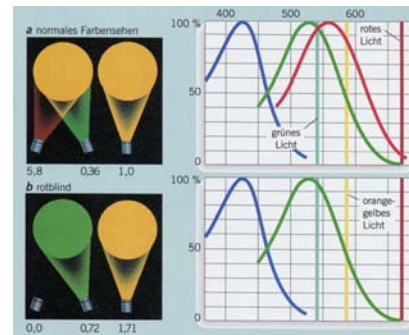 a normales Farbensehen
5,8 0,36 1,0
b rotblind
0,0 0,72 1,71
400 500 600
100 %
50
0
rotes
Licht
grünes
Licht
100 %
50
0
orange-
gelbes
Licht